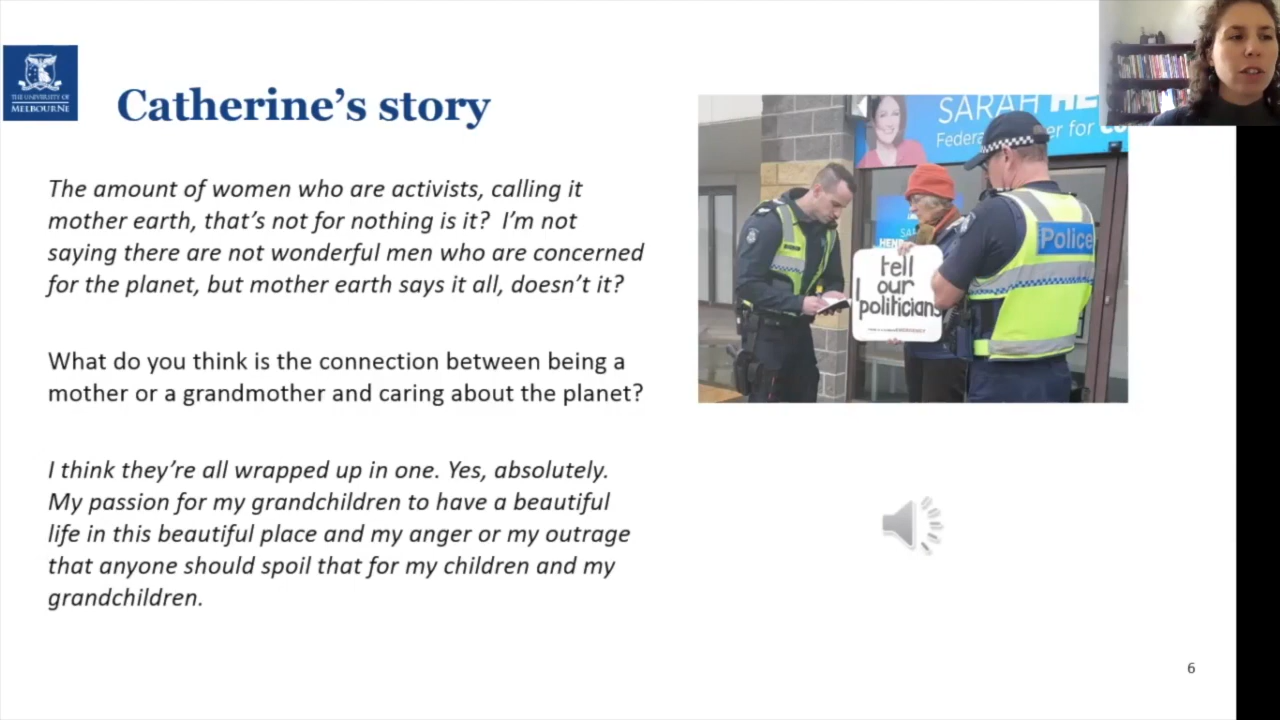 THE UNIVERSITY OF
MELBOURNE
Catherine’s story
The amount of women who are activists, calling it
mother earth, that’s not for nothing is it?  I’m not
saying there are not wonderful men who are concerned
for the planet, but mother earth says it all, doesn’t it?
What do you think is the connection between being a
mother or a grandmother and caring about the planet?
I think they’re all wrapped up in one. Yes, absolutely.
My passion for my grandchildren to have a beautiful
life in this beautiful place and my anger or my outrage
that anyone should spoil that for my children and my
grandchildren.
SARAH HE
Federa er for Co
SA
HEN
Police
tell
our
politicians
EMERGENCY
6